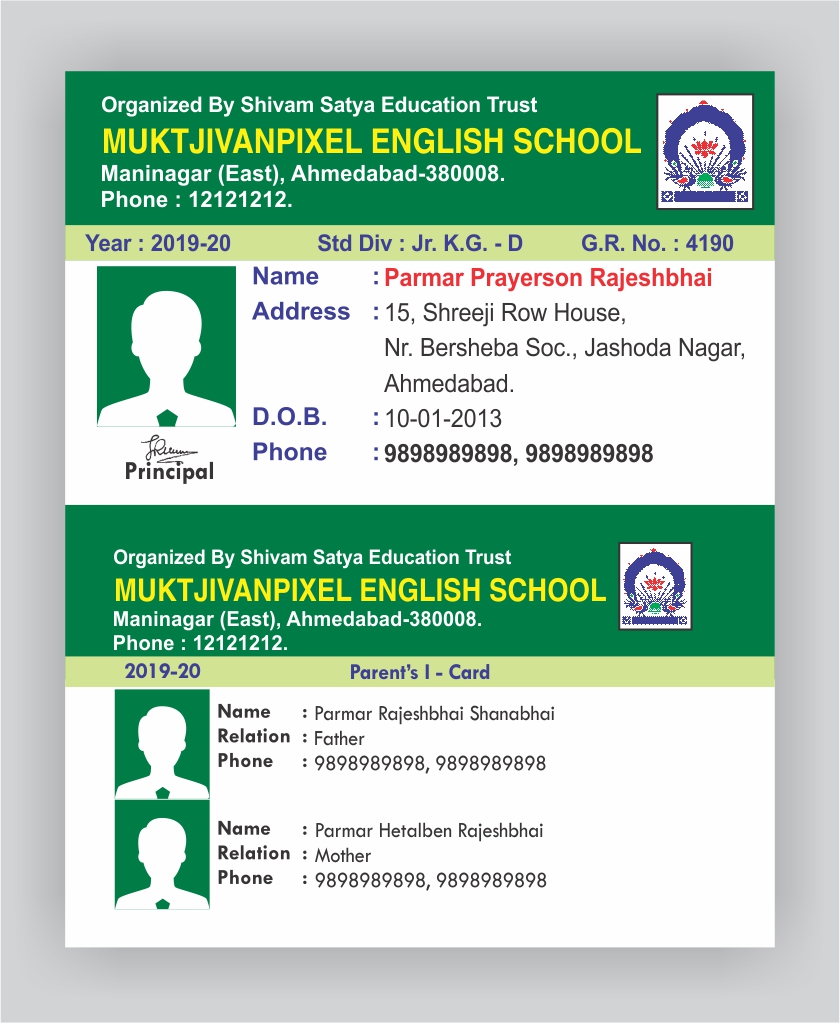 Organized By Shivam Satya Education Trust
MUKTJIVANPIXEL ENGLISH SCHOOL
Maninagar (East), Ahmedabad-380008.
Phone : 12121212.
Year : 2019-20 Std Div : Jr. K.G. - D G.R. No. : 4190
Name : Parmar Prayerson Rajeshbhai
Address : 15, Shreeji Row House,
Nr. Bersheba Soc., Jashoda Nagar,
Ahmedabad.
D.O.B. : 10-01-2013
Phone : 9898989898, 9898989898
Principal
Organized By Shivam Satya Education Trust
MUKTJIVANPIXEL ENGLISH SCHOOL
Maninagar (East), Ahmedabad-380008.
Phone : 12121212.
2019-20 Parent's I - Card
Name : Parmar Rajeshbhai Shanabhai
Relation : Father
Phone : 9898989898, 9898989898
Name : Parmar Hetalben Rajeshbhai
Relation : Mother
Phone : 9898989898, 9898989898